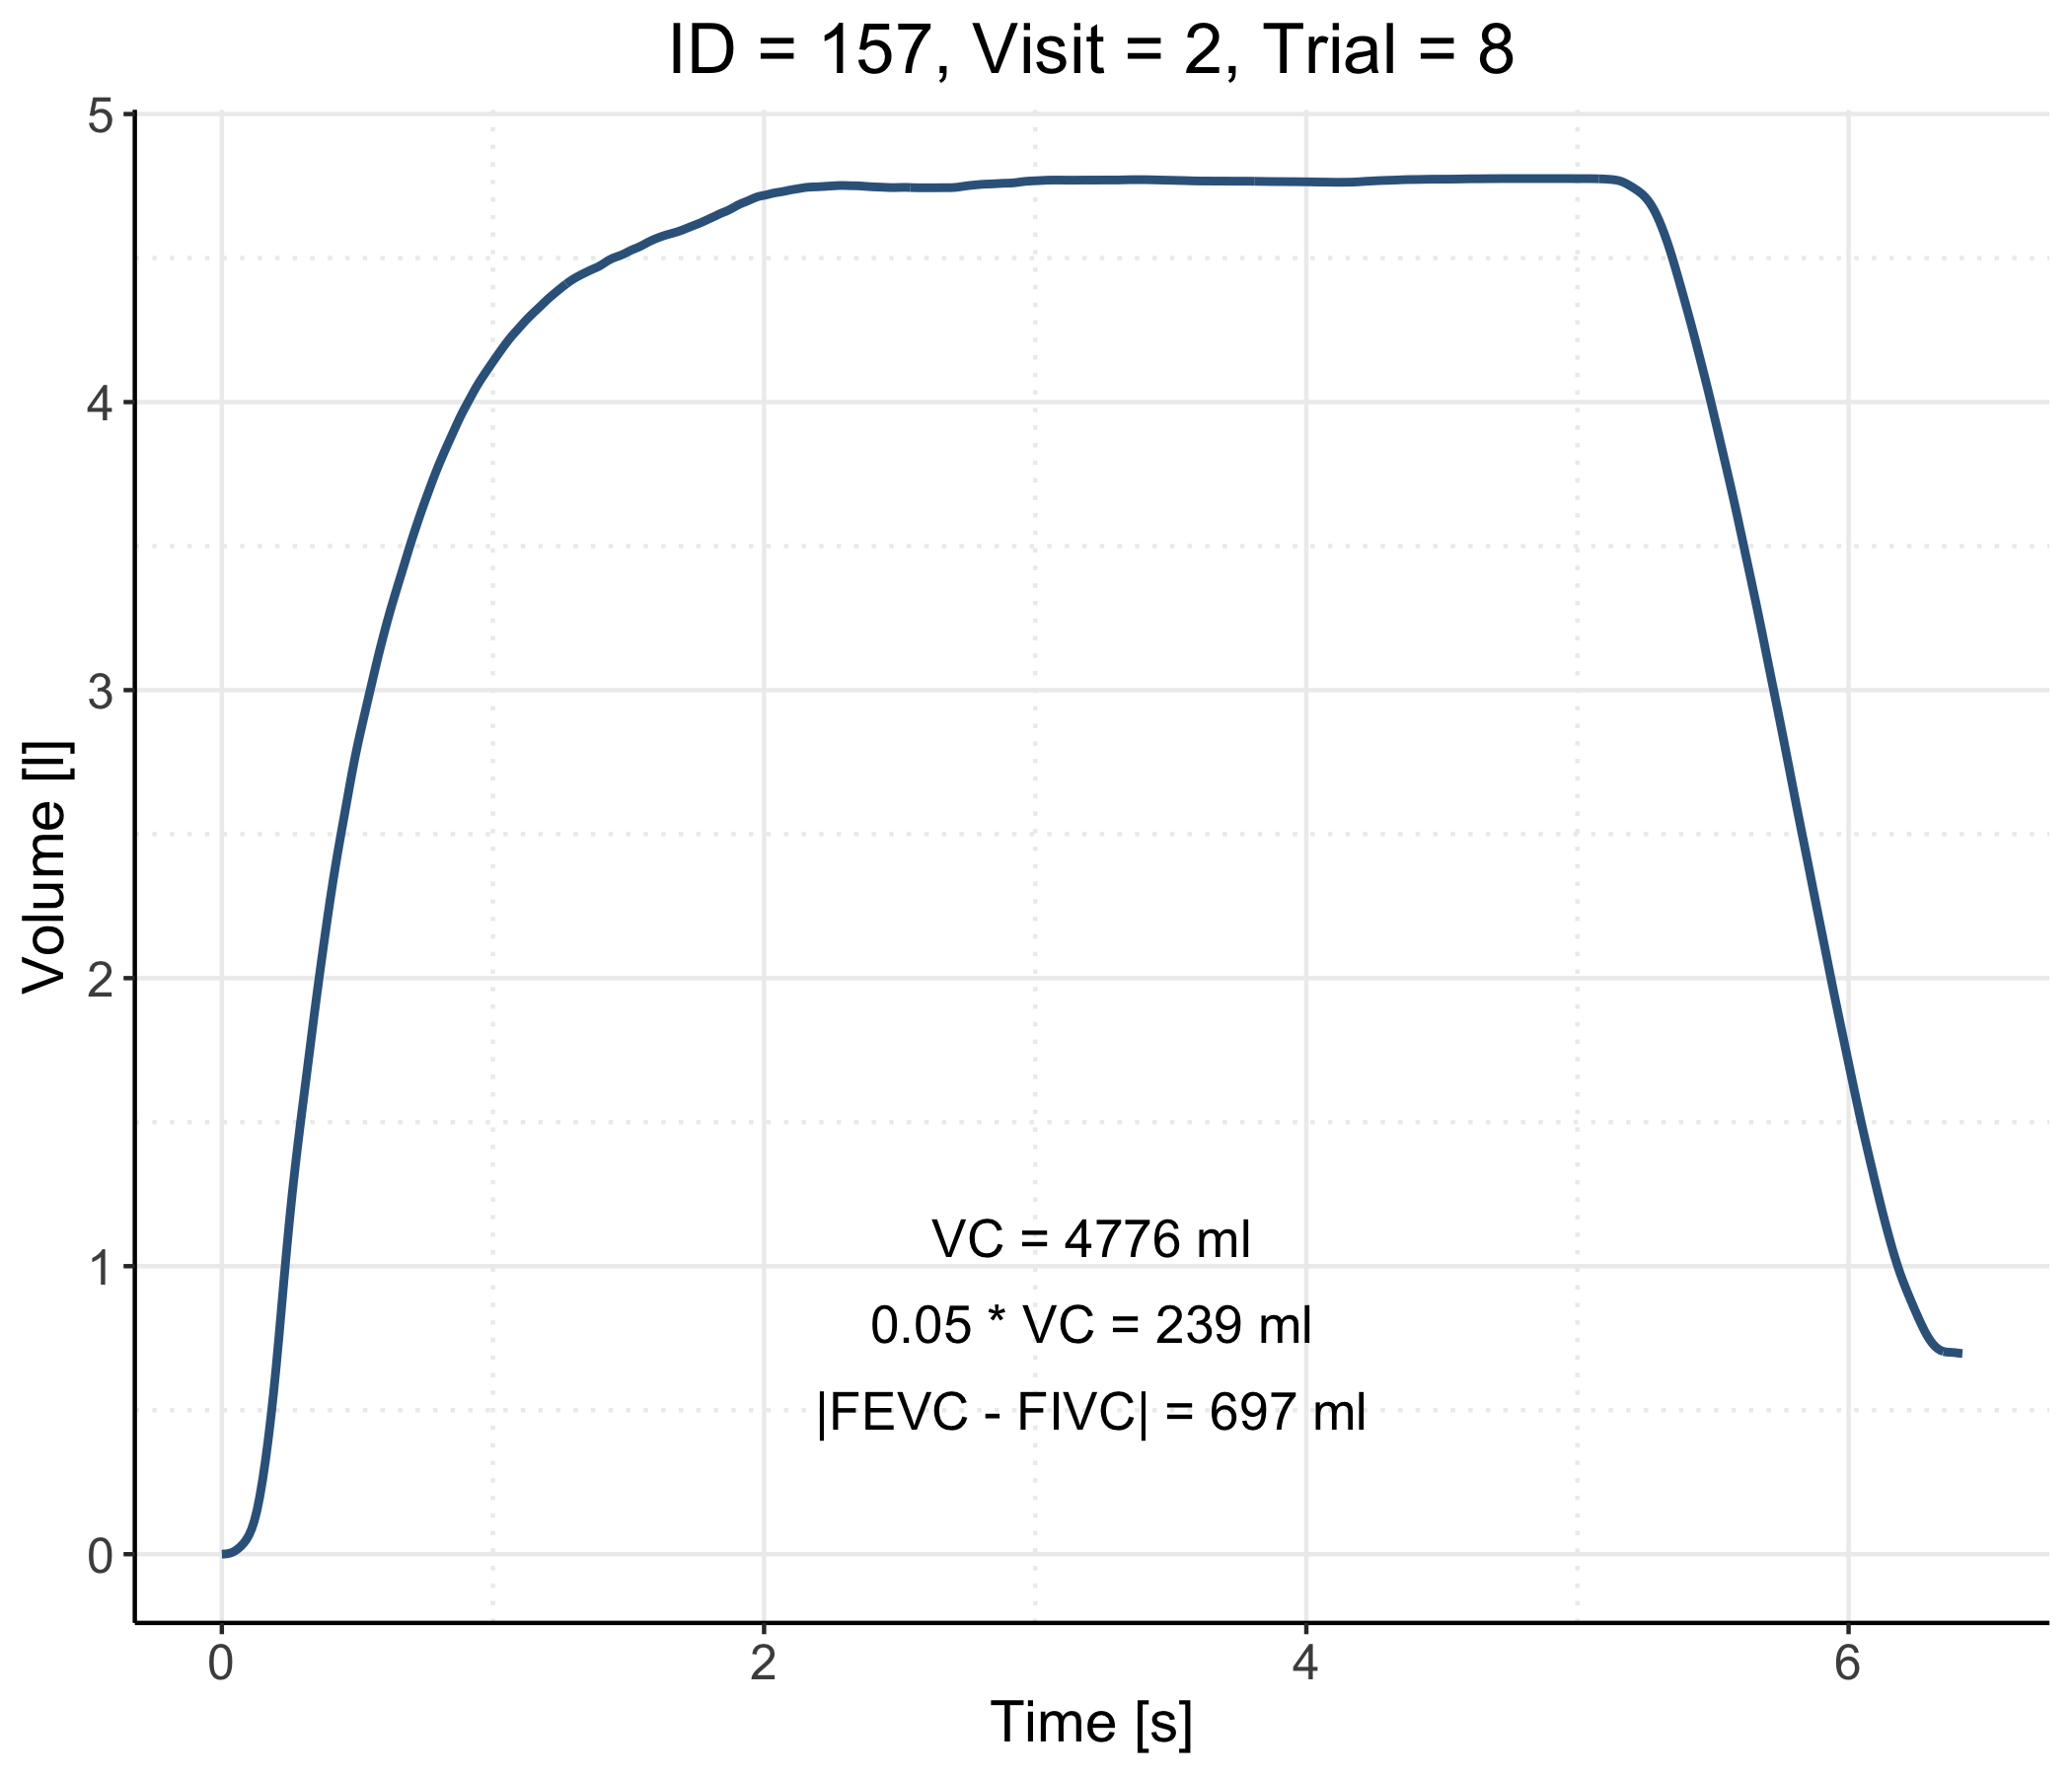 ID = 157, Visit = 2, Trial = 8
5
4
3
2
1
0
Volume [l]
VC = 4776 ml
0.05 * VC = 239 ml
|FEVC - FIVC| = 697 ml
0 2 4 6
Time [s]